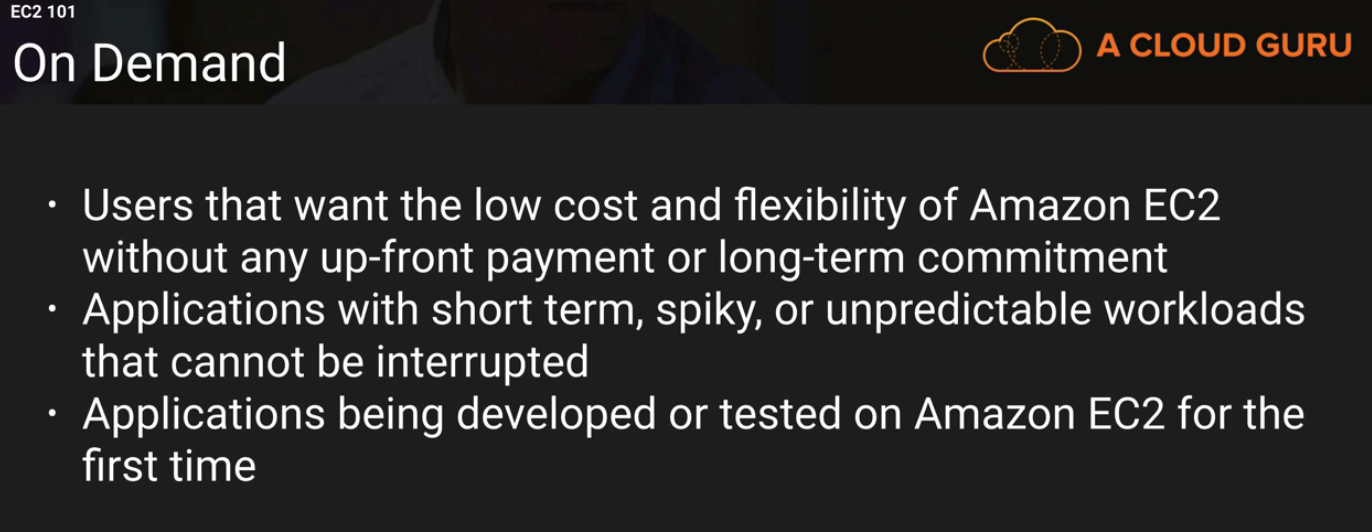 EC2 101
On Demand
A CLOUD GURU
• Users that want the low cost and flexibility of Amazon EC2
without any up-front payment or long-term commitment
• Applications with short term, spiky, or unpredictable workloads
that cannot be interrupted
• Applications being developed or tested on Amazon EC2 for the
first time